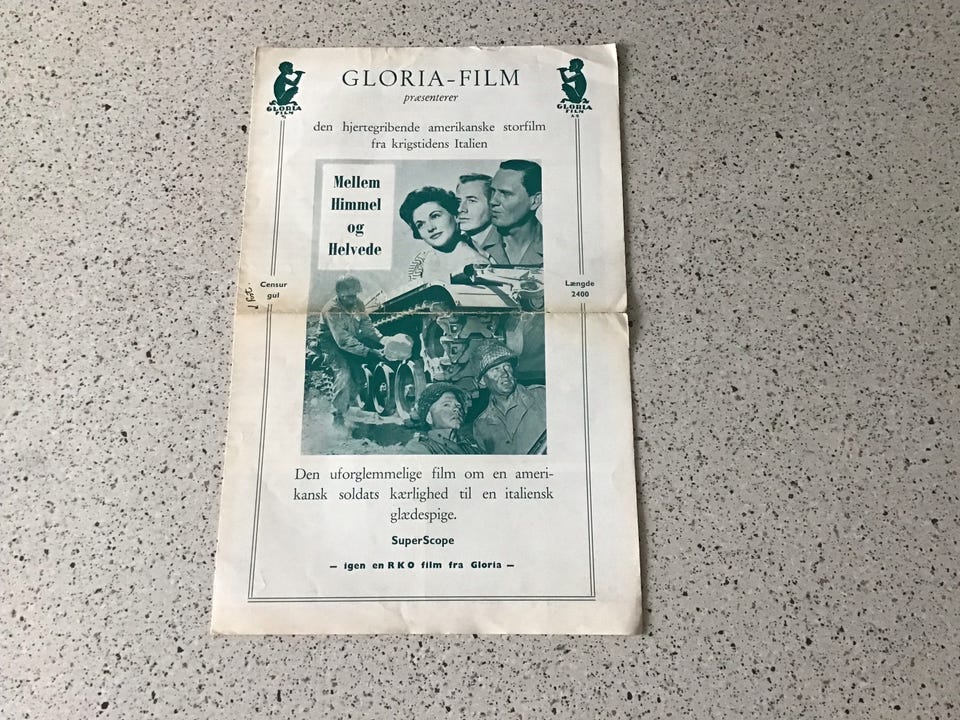 GLORIA-FILM
præsenterer
GLORIA
FILM
GLORIA
FILM
den hjertegribende amerikanske storfilm
fra krigstidens Italien
Mellem
Himmel
og
Helvede
Censur
gul
Længde
2400
Den uforglemmelige film om en ameri-
kansk soldats kærlighed til en italiensk
glædespige.
SuperScope
— igen en RKO film fra Gloria —